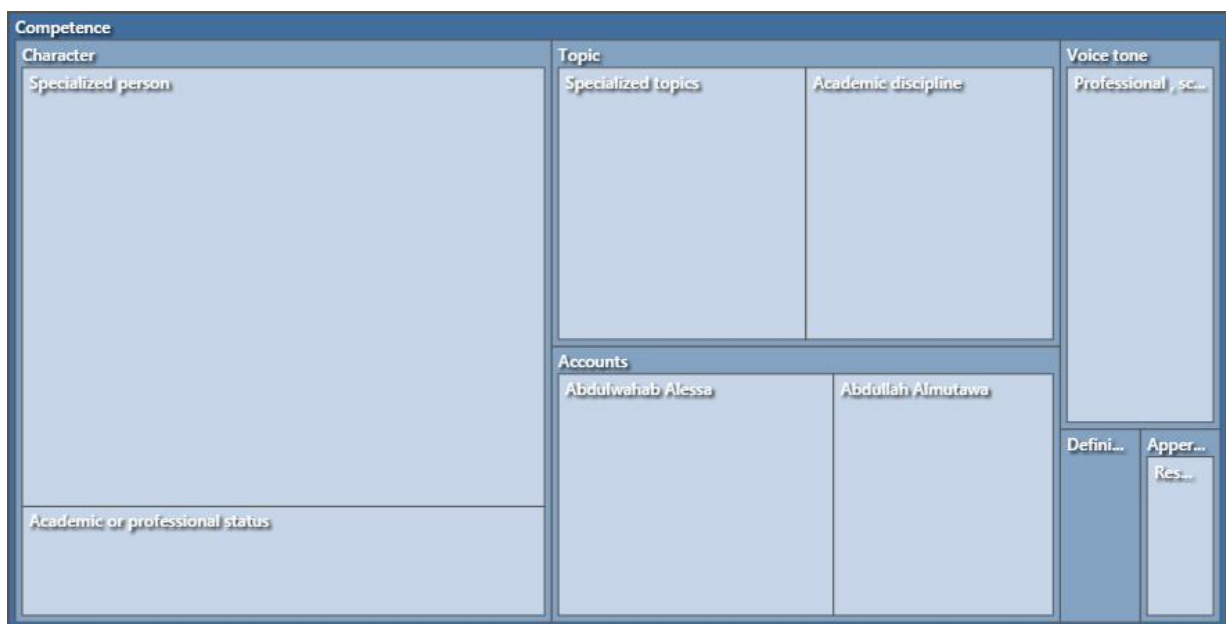 Competence
Character
Specialized person
Academic or professional status
Topic
Specialized topics
Academic discipline
Accounts
Abdulwahab Alessa
Abdullah Almutawa
Voice tone
Professional , sc...
Defini...
Apper...
Res...